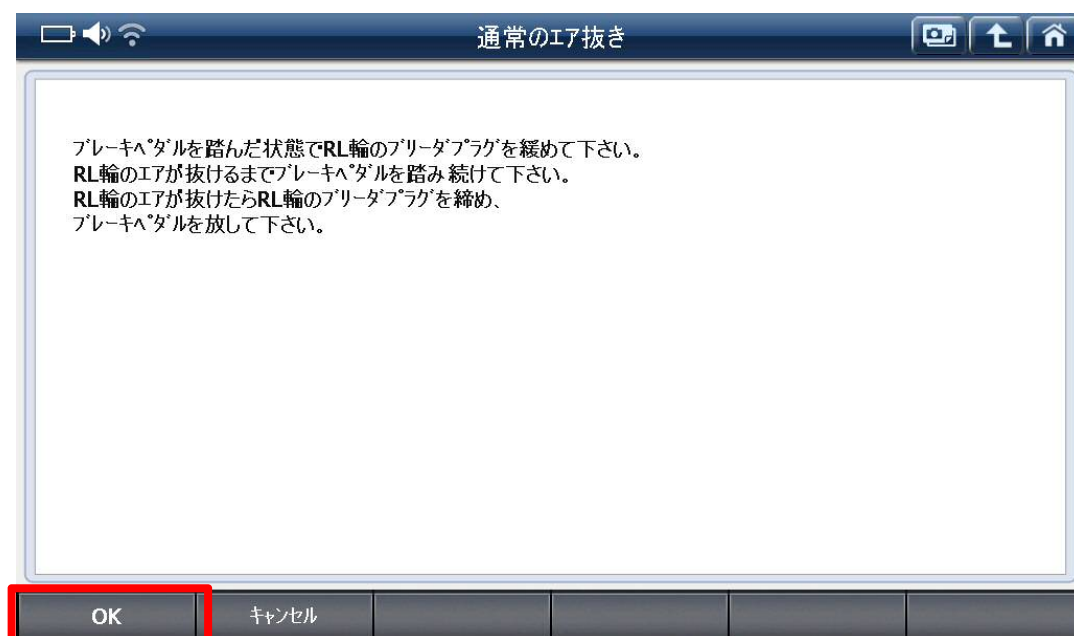 通常のｴｱ抜き
ﾌﾞﾚｰｷﾍﾟﾀﾞﾙを踏んだ状態でRL輪のﾌﾞﾘｰﾀﾞﾌﾟﾗｸﾞを緩めて下さい。
RL輪のｴｱが抜けるまでﾌﾞﾚｰｷﾍﾟﾀﾞﾙを踏み続けて下さい。
RL輪のｴｱが抜けたらRL輪のﾌﾞﾘｰﾀﾞﾌﾟﾗｸﾞを締め、
ﾌﾞﾚｰｷﾍﾟﾀﾞﾙを放して下さい。
OK
ｷｬﾝｾﾙ